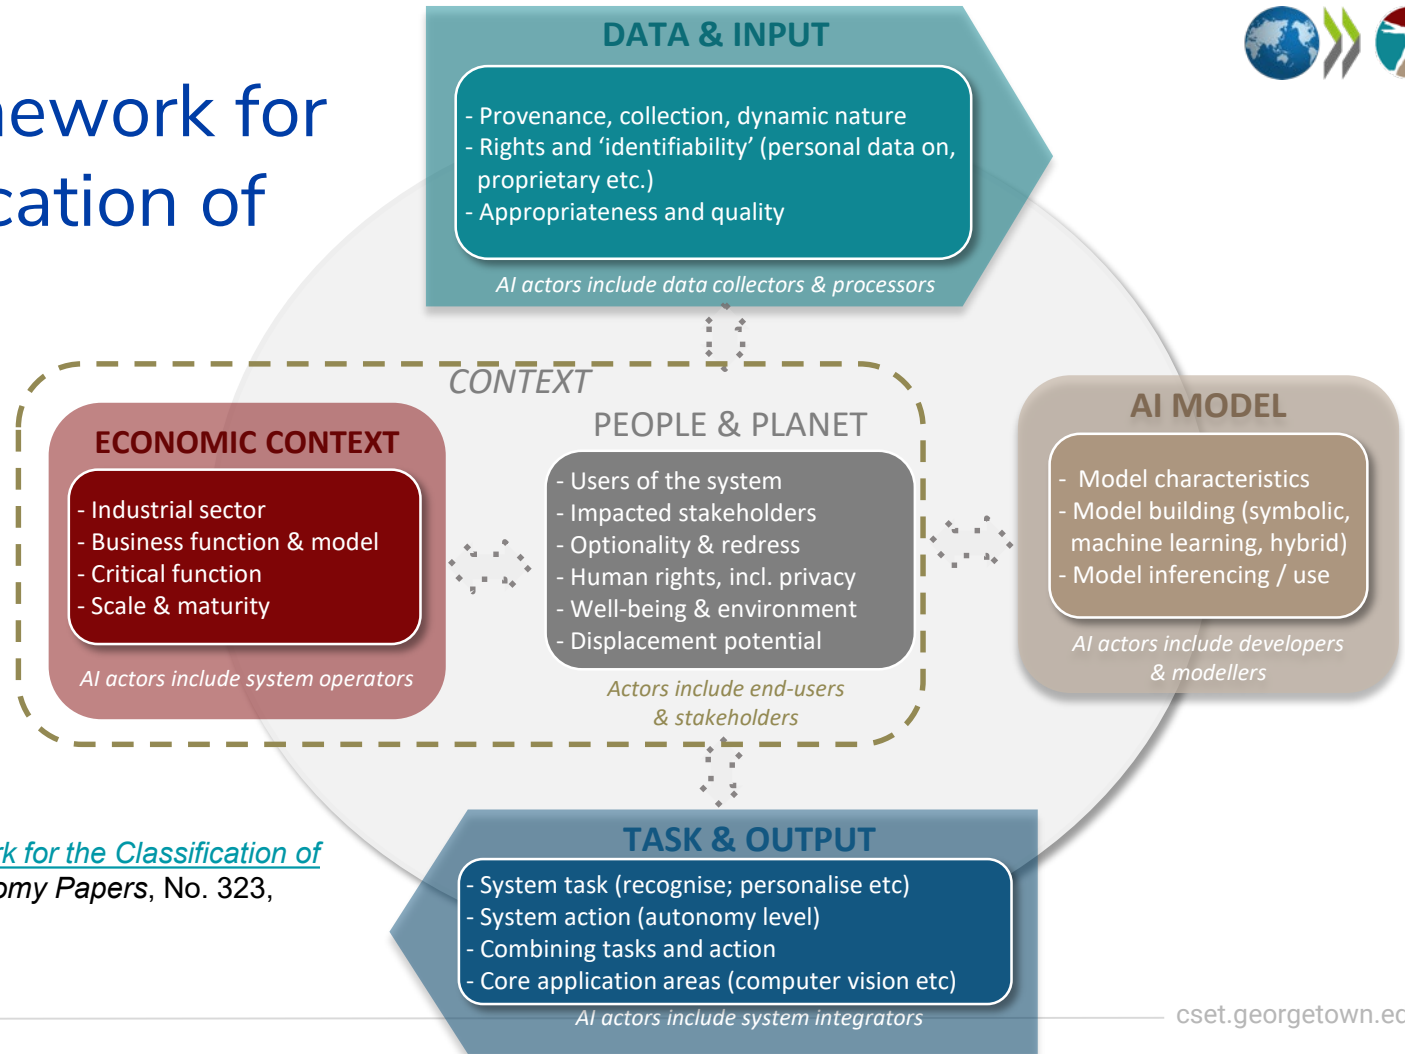 DATA & INPUT
- Provenance, collection, dynamic nature
- Rights and ‘identifiability’ (personal data on,
proprietary etc.)
- Appropriateness and quality
AI actors include data collectors & processors
ework for
cation of
CONTEXT
ECONOMIC CONTEXT
- Industrial sector
- Business function & model
- Critical function
- Scale & maturity
AI actors include system operators
PEOPLE & PLANET
- Users of the system
- Impacted stakeholders
- Optionality & redress
- Human rights, incl. privacy
- Well-being & environment
- Displacement potential
Actors include end-users
& stakeholders
AI MODEL
- Model characteristics
- Model building (symbolic,
machine learning, hybrid)
- Model inferencing / use
AI actors include developers
& modellers
rk for the Classification of
omy Papers, No. 323,
TASK & OUTPUT
- System task (recognise; personalise etc)
- System action (autonomy level)
- Combining tasks and action
- Core application areas (computer vision etc)
AI actors include system integrators
cset.georgetown.ed